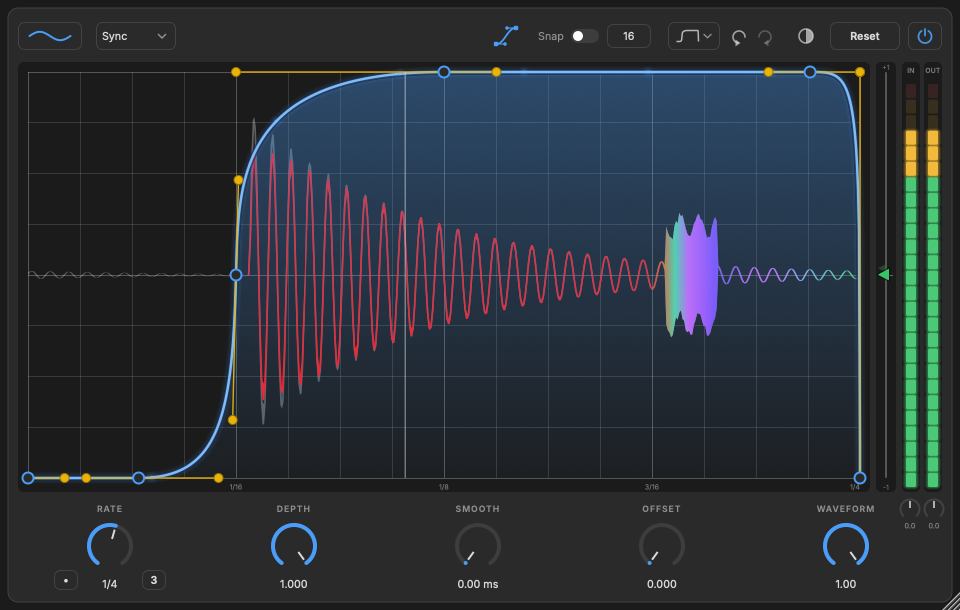 Sync
Snap
16
Reset
+1
IN
OUT
1/16
1/8
3/16
1/4
-1
RATE
DEPTH
SMOOTH
OFFSET
WAVEFORM
0.0
0.0
1/4
3
1.000
0.00 ms
0.000
1.00